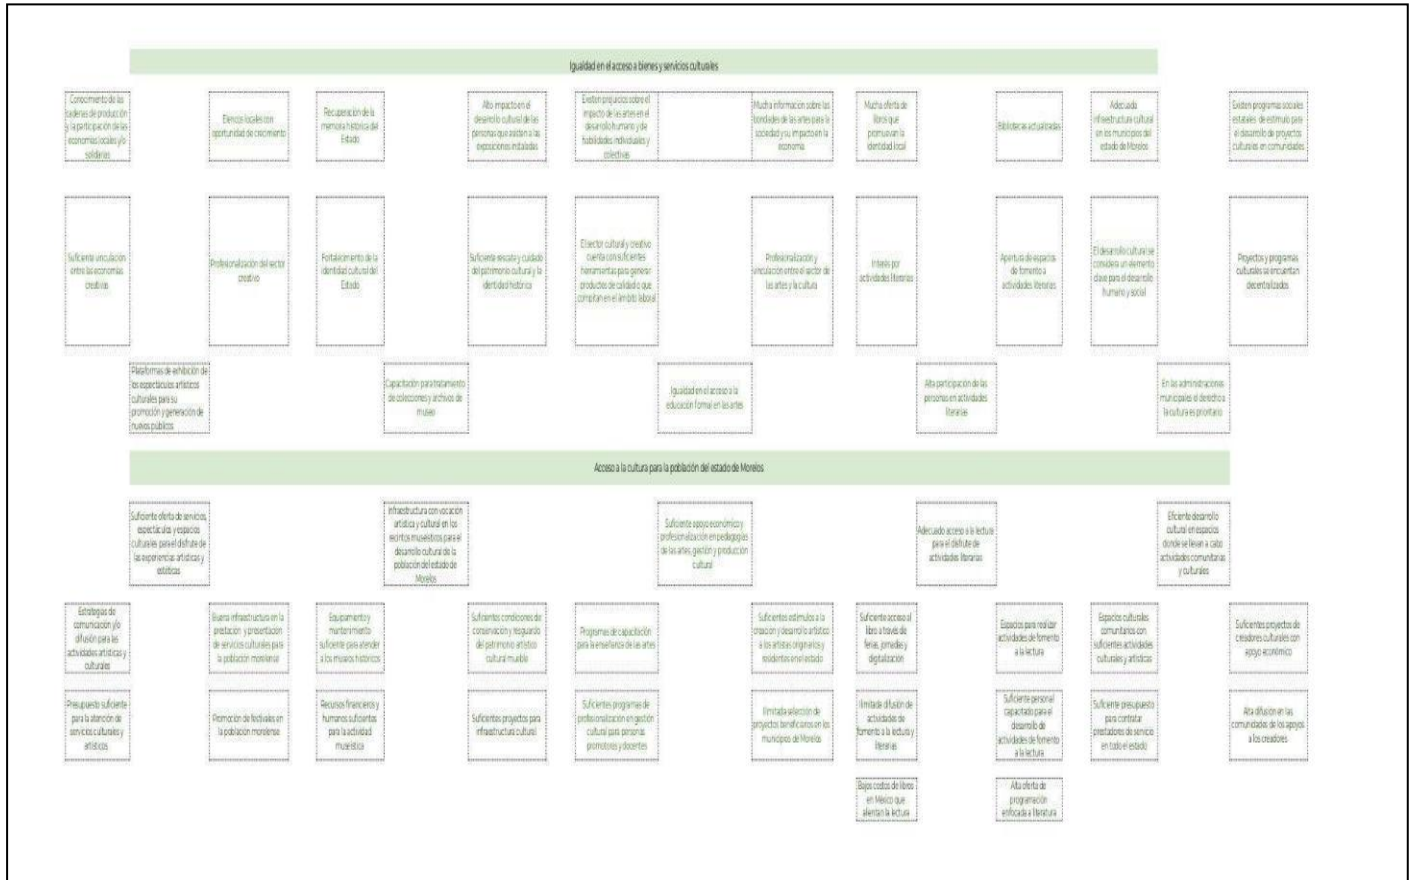 Igualdad en el acceso a bienes y servicios culturales
Conocimiento de las
cadenas de producción
y la participación de las
economías locales y/o
solidarias
Elencos locales con
oportunidad de crecimiento
Recuperación de la
memoria histórica del
Estado
Alto impacto en el
desarrollo cultural de las
personas que asisten a las
exposiciones instaladas
Existen prejuicios sobre el
impacto de las artes en el
desarrollo humano y de
habilidades individuales y
colectivas
Mucha información sobre las
bondades de las artes para la
sociedad y su impacto en la
economía
Mucha oferta de
libros que
promuevan la
identidad local
Bibliotecas actualizadas
Adecuada
infraestructura cultural
en los municipios del
estado de Morelos
Existen programas sociales
estatales de estímulo para
el desarrollo de proyectos
culturales en comunidades
Suficiente vinculación
entre las economías
creativas
Profesionalización del sector
creativo
Fortalecimiento de la
identidad cultural del
Estado
Suficiente rescate y cuidado
del patrimonio cultural y la
identidad histórica
El sector cultural y creativo
cuenta con suficientes
herramientas para generar
productos de calidad o que
compitan en el ámbito laboral
Profesionalización y
vinculación entre el sector de
las artes y la cultura
Interés por
actividades literarias
Apertura de espacios
de fomento a
actividades literarias
El desarrollo cultural se
considera un elemento
clave para el desarrollo
humano y social
Proyectos y programas
culturales se encuentan
decentralizados
Plataformas de exhibición de
los espectáculos artísticos
culturales para su
promoción y generación de
nuevos públicos
Capacitación para tratamiento
de colecciones y archivos de
museo
Igualdad en el acceso a la
educación formal en las artes
Alta participación de las
personas en actividades
literarias
En las administraciones
municipales el derecho a
la cultura es prioritario
Acceso a la cultura para la población del estado de Morelos
Suficiente oferta de servicios,
espectáculos y espacios
culturales para el disfrute de
las experiencias artísticas y
estéticas
Infraestructura con vocación
artística y cultural en los
recintos museísticos para el
desarrollo cultural de la
población del estado de
Morelos
Suficiente apoyo económico y
profesionalización en pedagogías
de las artes, gestión y producción
cultural
Adecuado acceso a la lectura
para el disfrute de
actividades literarias
Eficiente desarrollo
cultural en espacios
donde se llevan a cabo
actividades comunitarias
y culturales
Estrategias de
comunicación y/o
difusión para las
actividades artísticas y
culturales
Buena infraestructura en la
prestación y presentación
de servicios culturales para
la población morelense
Equipamiento y
mantenimiento
suficiente para atender
a los museos históricos
Suficientes condiciones de
conservación y resguardo
del patrimonio artístico
cultural mueble
Programas de capacitación
para la enseñanza de las artes
Suficientes estímulos a la
creación y desarrollo artístico
a los artistas originarios y
residentes en el estado
Suficiente acceso al
libro a través de
ferias, jornadas y
digitalización
Espacios para realizar
actividades de fomento
a la lectura
Espacios culturales
comunitarios con
suficientes actividades
culturales y artísticas
Suficientes proyectos de
creadores culturales con
apoyo económico
Presupuesto suficiente
para la atención de
servicios culturales y
artísticos
Promoción de festivales en
la población morelense
Recursos financieros y
humanos suficientes
para la actividad
museística
Suficientes proyectos para
infraestructura cultural
Suficientes programas de
profesionalización en gestión
cultural para personas
promotores y docentes
Ilimitada selección de
proyectos beneficiarios en los
municipios de Morelos
Ilimitada difusión de
actividades de
fomento a la lectura y
literarias
Suficiente personal
capacitado para el
desarrollo de
actividades de fomento
a la lectura
Suficiente presupuesto
para contratar
prestadores de servicio
en todo el estado
Alta difusión en las
comunidades de los apoyos
a los creadores
Bajos costos de libros
en México que
alientan la lectura
Alta oferta de
programación
enfocada a literatura